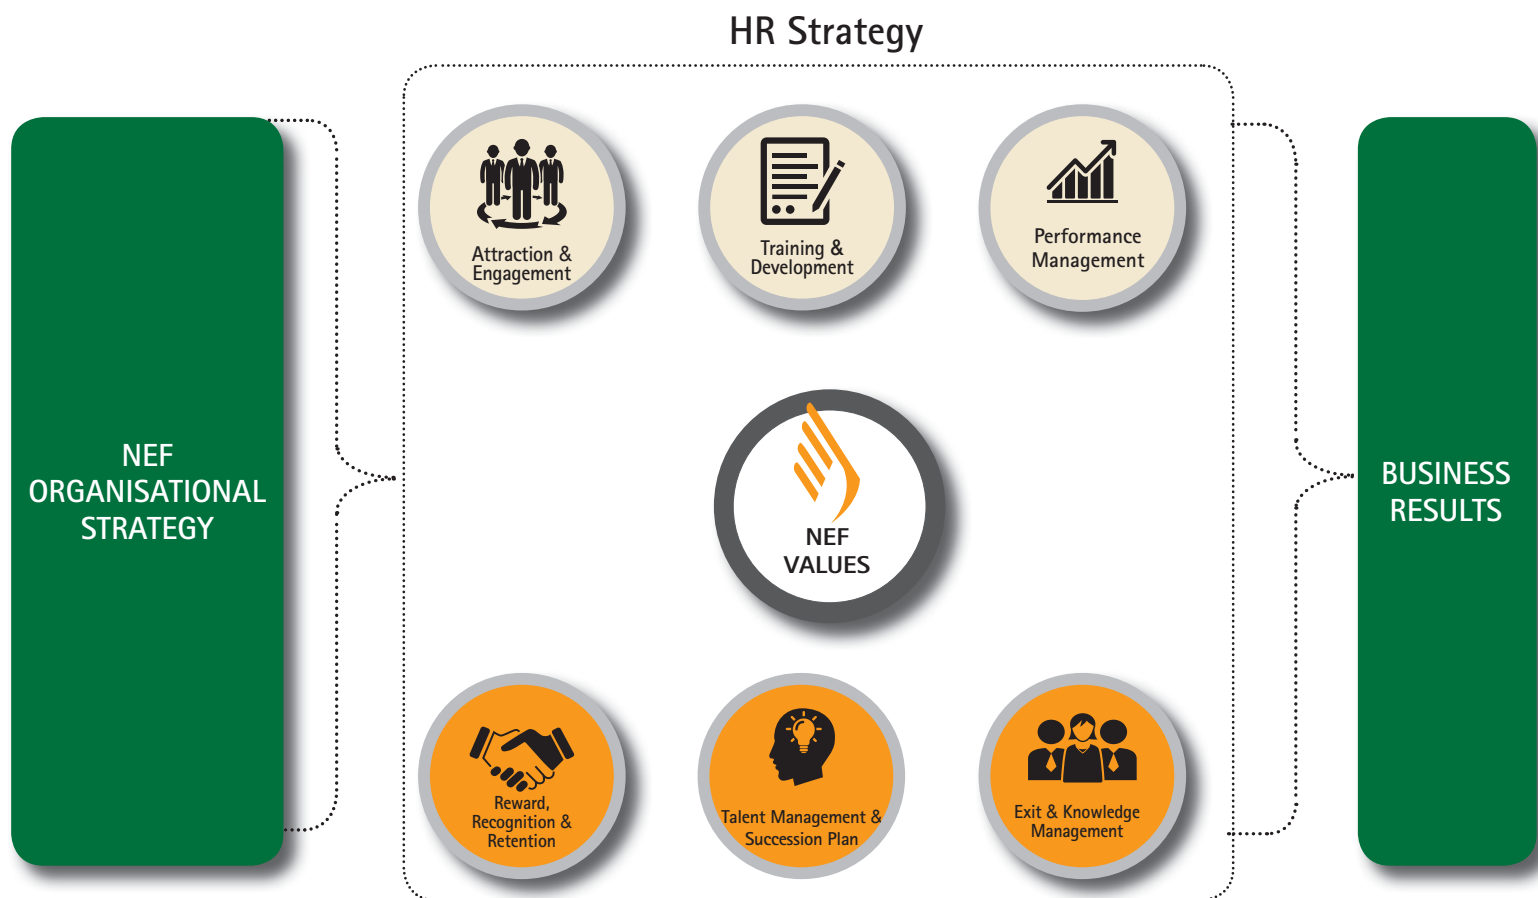 HR Strategy
NEF
ORGANISATIONAL
STRATEGY
Attraction &
Engagement
Training &
Development
Performance
Management
NEF
VALUES
Reward,
Recognition &
Retention
Talent Management &
Succession Plan
Exit & Knowledge
Management
BUSINESS
RESULTS